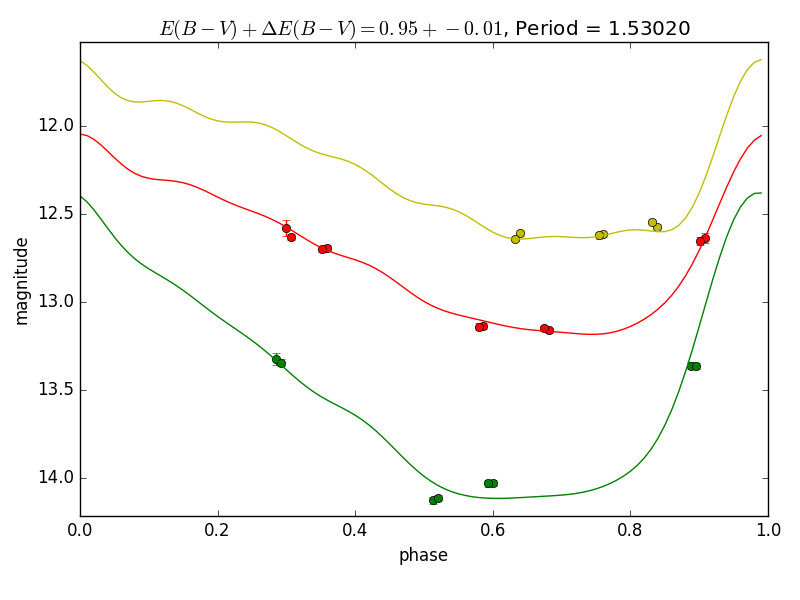 E(B − V) + ΔE(B − V) = 0.95 + −0.01, Period = 1.53020
12.0
12.5
13.0
13.5
14.0
magnitude
0.0 0.2 0.4 0.6 0.8 1.0
phase